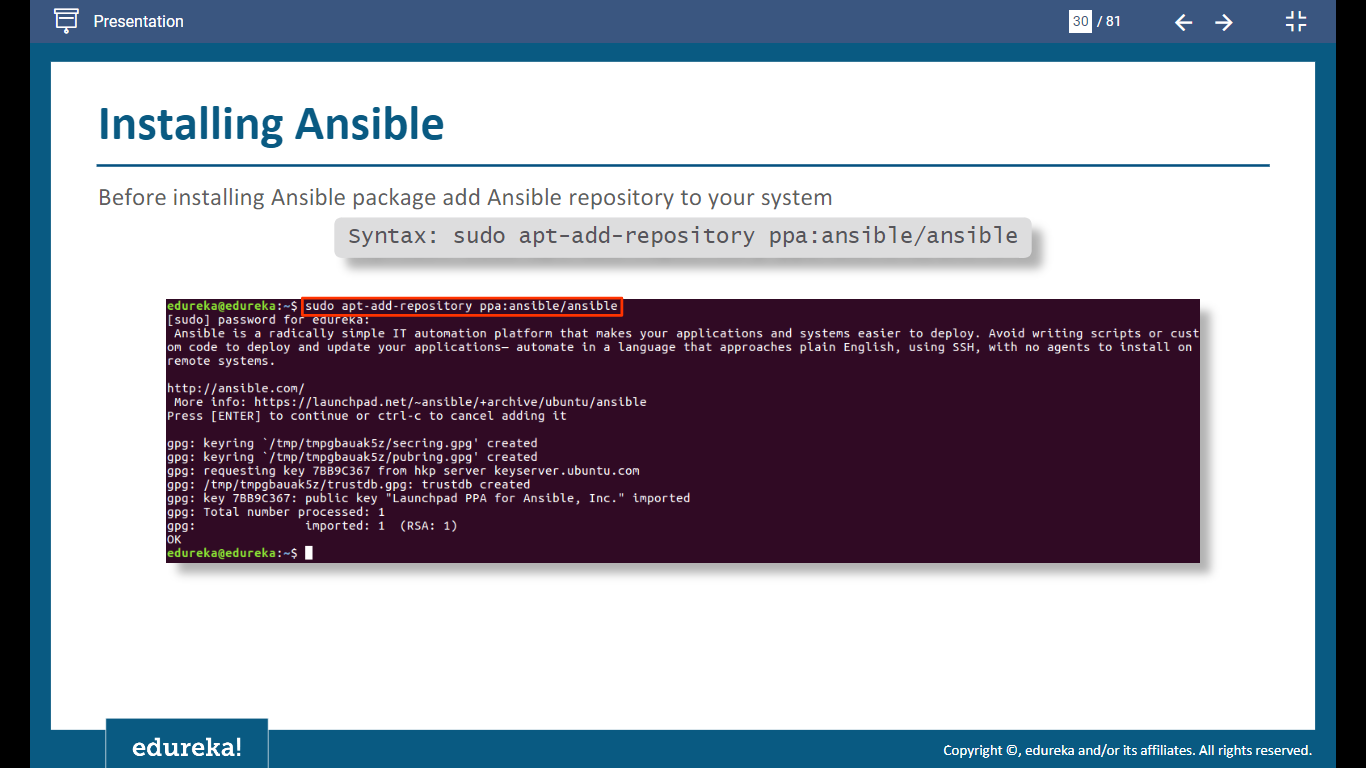 Presentation
30 / 81
Installing Ansible
Before installing Ansible package add Ansible repository to your system
Syntax: sudo apt-add-repository ppa:ansible/ansible
edureka@edureka:~$ sudo apt-add-repository ppa:ansible/ansible
[sudo] password for edureka:
Ansible is a radically simple IT automation platform that makes your applications and systems easier to deploy. Avoid writing scripts or cust
om code to deploy and update your applications— automate in a language that approaches plain English, using SSH, with no agents to install on
remote systems.
http://ansible.com/
More info: https://launchpad.net/~ansible/+archive/ubuntu/ansible
Press [ENTER] to continue or ctrl-c to cancel adding it
gpg: keyring `/tmp/tmpgbauak5z/secring.gpg' created
gpg: keyring `/tmp/tmpgbauak5z/pubring.gpg' created
gpg: requesting key 7BB9C367 from hkp server keyserver.ubuntu.com
gpg: /tmp/tmpgbauak5z/trustdb.gpg: trustdb created
gpg: key 7BB9C367: public key "Launchpad PPA for Ansible, Inc." imported
gpg: Total number processed: 1
gpg:               imported: 1  (RSA: 1)
OK
edureka@edureka:~$
edureka!
Copyright ©, edureka and/or its affiliates. All rights reserved.